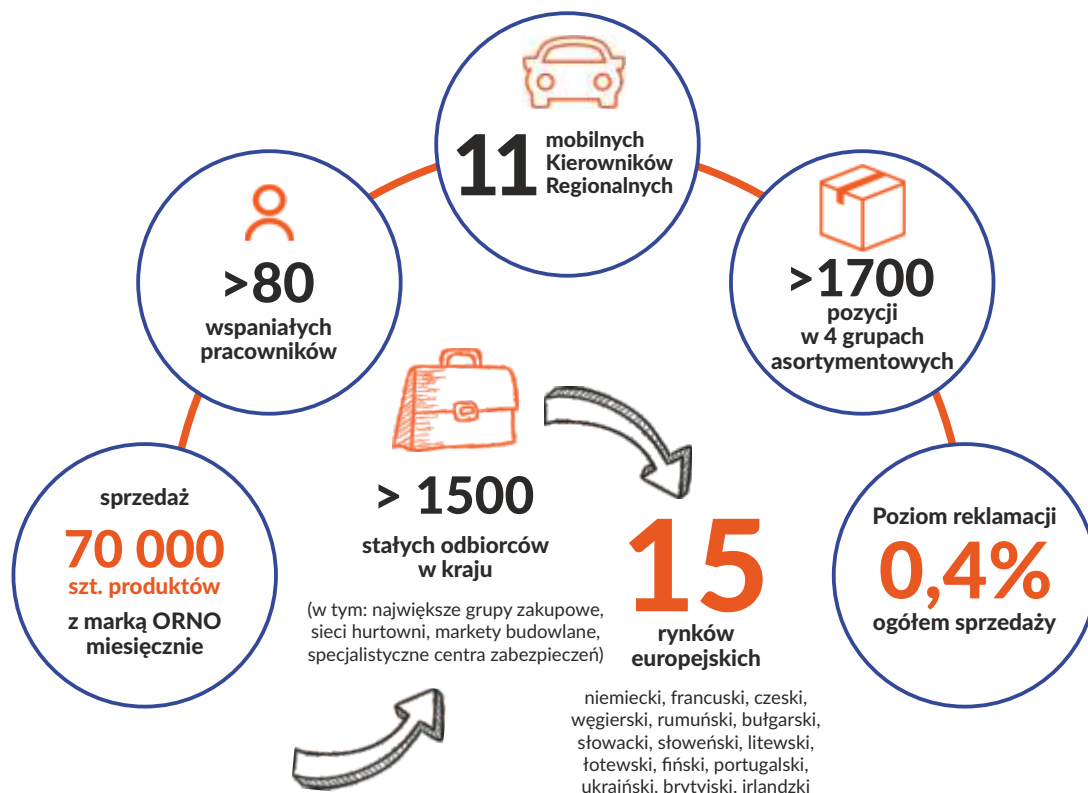 11
mobilnych
Kierowników
Regionalnych
>80
wspaniałych
pracowników
>1700
pozycji
w 4 grupach
asortymentowych
sprzedaż
70 000
szt. produktów
z marką ORNO
miesięcznie
> 1500
stałych odbiorców
w kraju
(w tym: największe grupy zakupowe,
sieci hurtowni, markety budowlane,
specjalistyczne centra zabezpieczeń)
15
rynków
europejskich
niemiecki, francuski, czeski,
węgierski, rumuński, bułgarski,
słowacki, słoweński, litewski,
łotewski, fiński, portugalski,
ukraiński, brytyjski, irlandzki
Poziom reklamacji
0,4%
ogółem sprzedaży